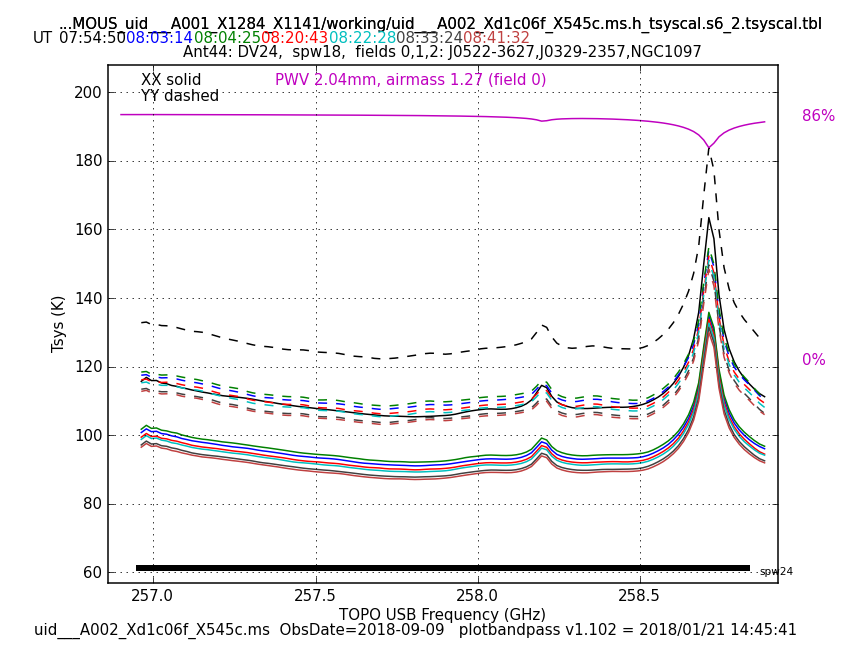 ...MOUS_uid___A001_X1284_X1141/working/uid___A002_Xd1c06f_X545c.ms.h_tsyscal.s6_2.tsyscal.tbl
UT 07:54:50 08:03:14 08:04:25 08:20:43 08:22:28 08:33:24 08:41:32
Ant44: DV24,  spw18,  fields 0,1,2: J0522-3627,J0329-2357,NGC1097
XX solid
PWV 2.04mm, airmass 1.27 (field 0)
YY dashed
200
180
160
140
120
100
80
60
Tsys (K)
86%
0%
spw24
257.0 257.5 258.0 258.5
TOPO USB Frequency (GHz)
uid___A002_Xd1c06f_X545c.ms  ObsDate=2018-09-09   plotbandpass v1.102 = 2018/01/21 14:45:41